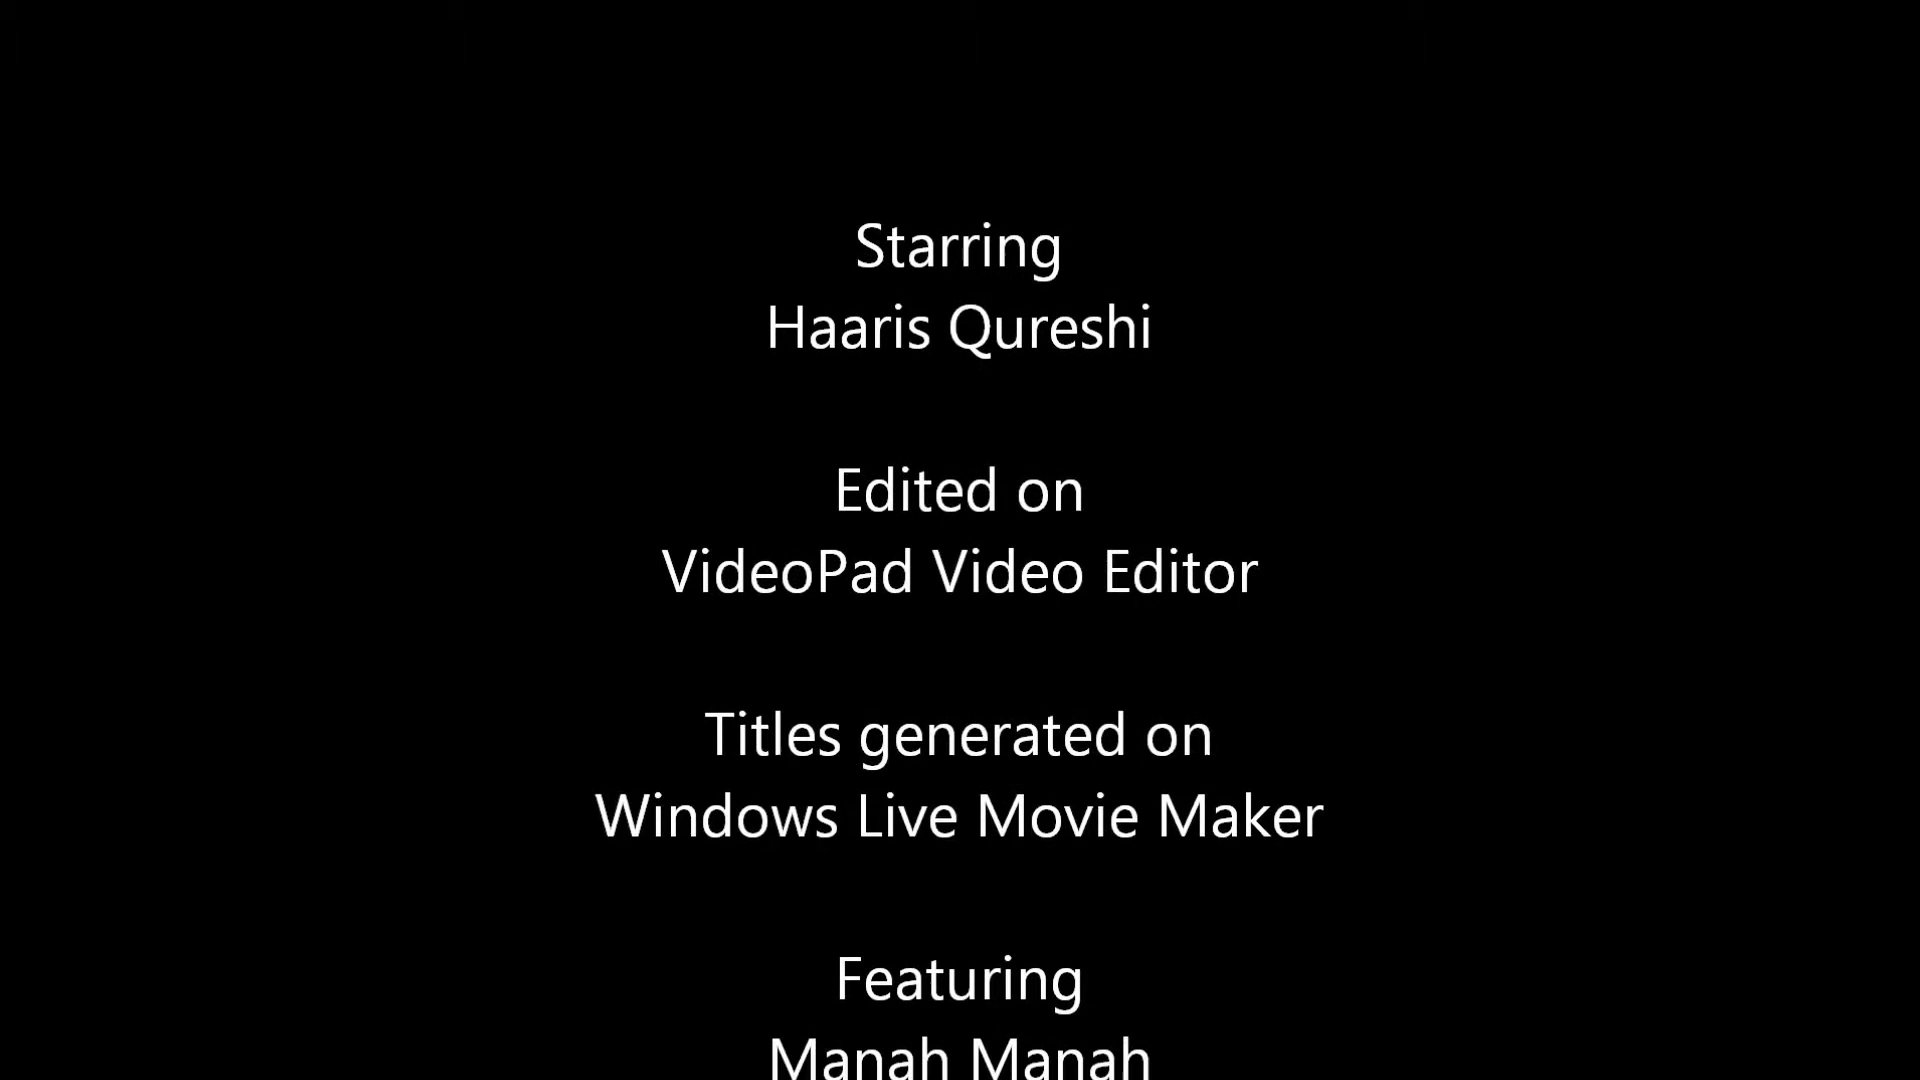 Starring
Haaris Qureshi
Edited on
VideoPad Video Editor
Titles generated on
Windows Live Movie Maker
Featuring
Manah Manah